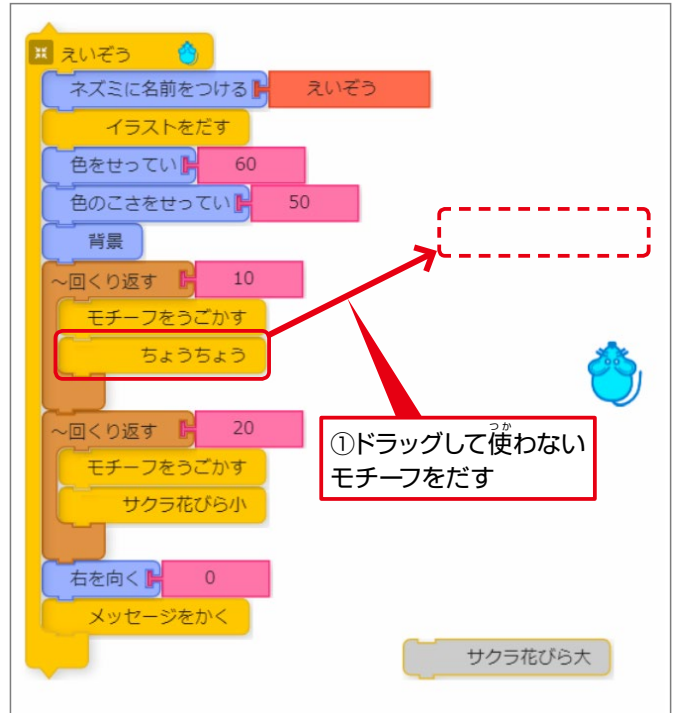 えいぞう
ネズミに名前をつける えいぞう
イラストをだす
色をせってい 60
色のこさをせってい 50
背景
～回くり返す 10
モチーフをうごかす
ちょうちょう
～回くり返す 20
モチーフをうごかす
サクラ花びら小
右を向く 0
メッセージをかく
つか
①ドラッグして使わない
モチーフをだす
サクラ花びら大